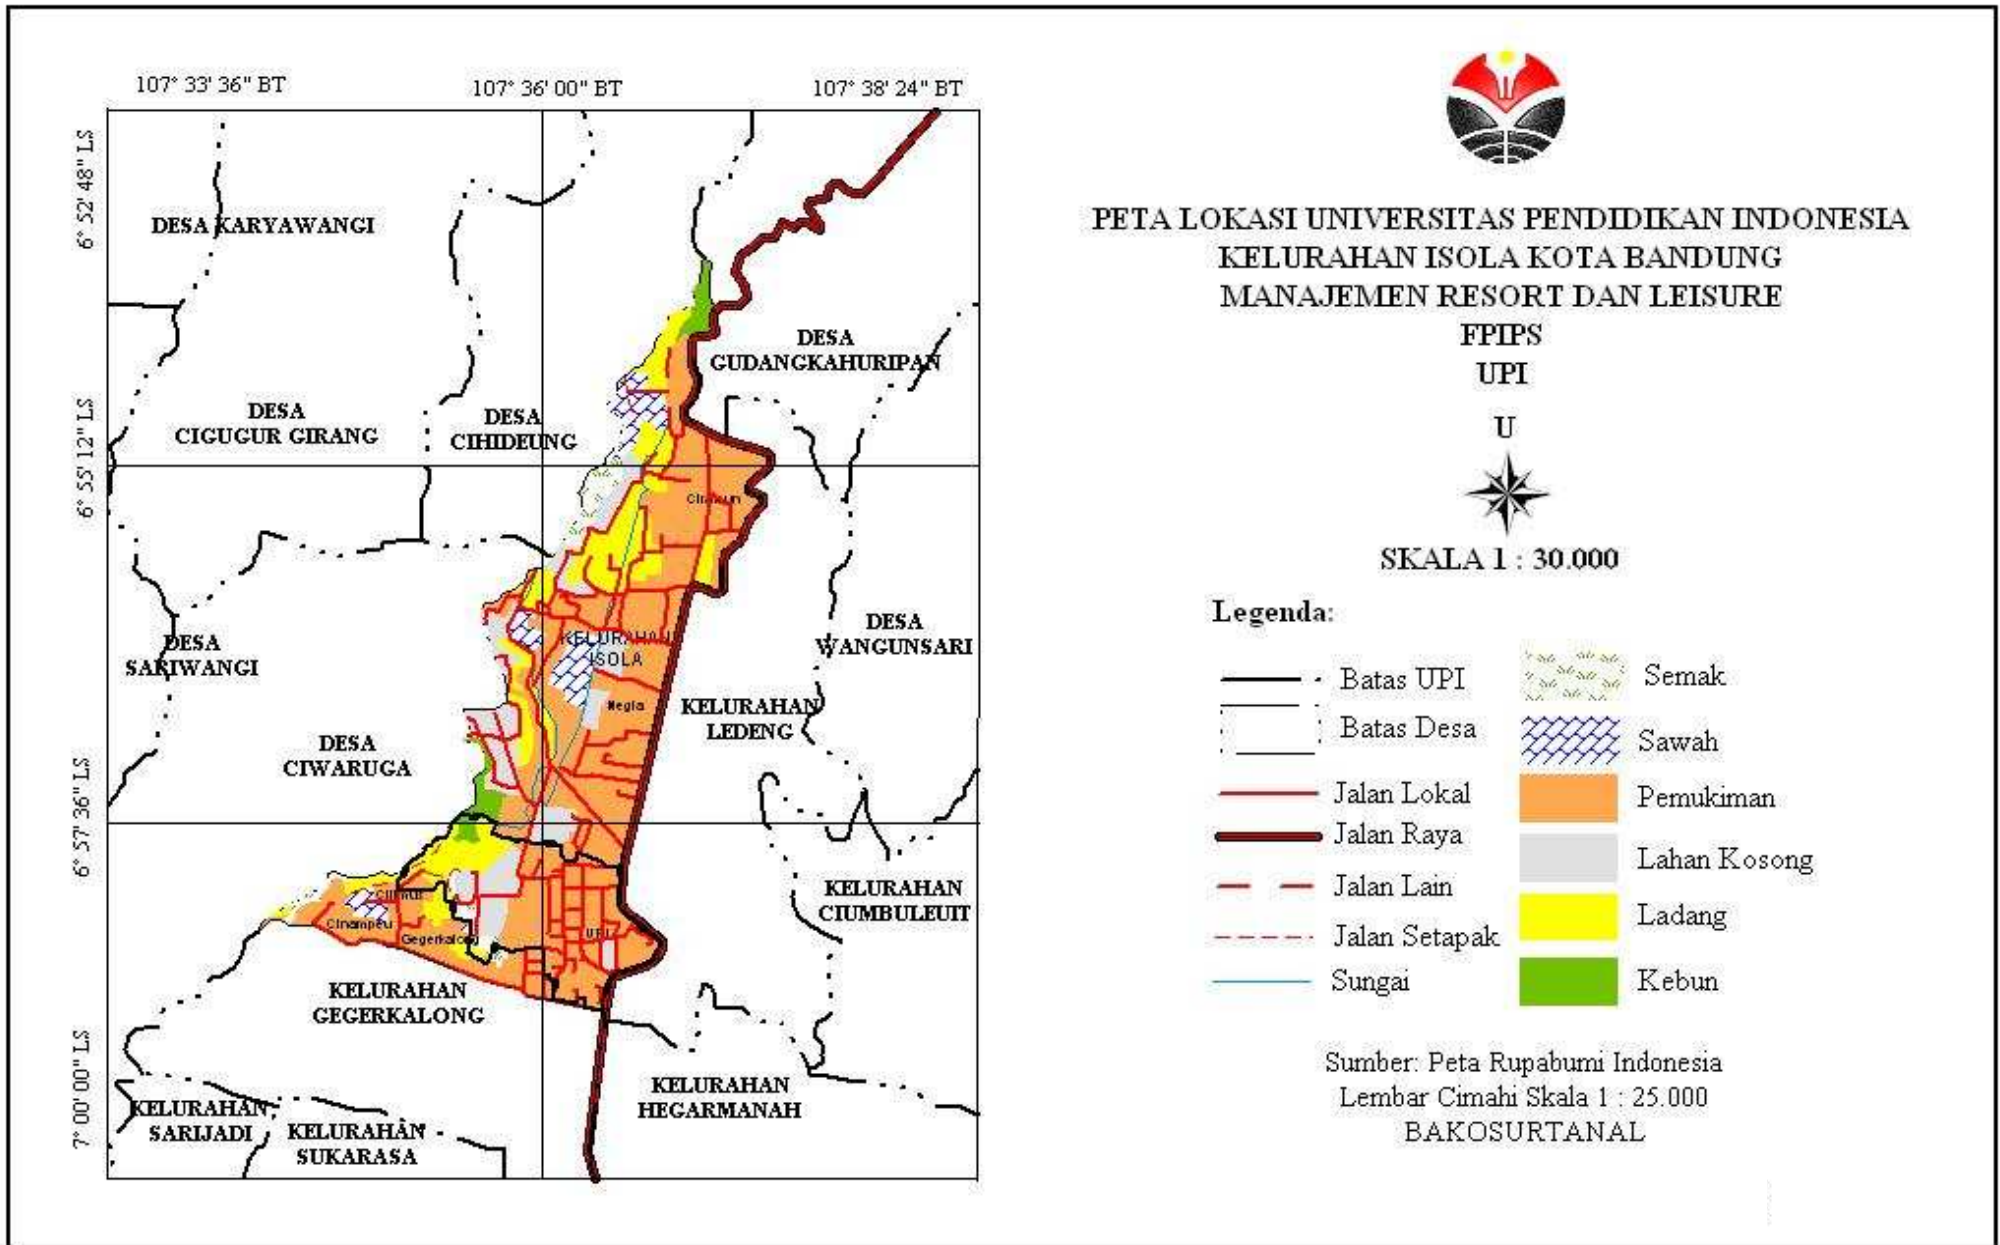 107° 33' 36" BT
107° 36' 00" BT
107° 38' 24" BT
6° 52' 48" LS
6° 55' 12" LS
6° 57' 36" LS
7° 00' 00" LS
DESA KARYAWANGI
DESA
GUDANGKAHURIPAN
DESA
CIGUGUR GIRANG
DESA
CIHIDEUNG
DESA
SARIWANGI
KELURAHAN
ISOLA
DESA
WANGUNSARI
Negla
KELURAHAN
LEDENG
DESA
CIWARUGA
KELURAHAN
CIUMBULEUIT
Cinampeu
Gegerkalong
UPI
KELURAHAN
GEGERKALONG
KELURAHAN
HEGARMANAH
KELURAHAN
SARIJADI
KELURAHAN
SUKARASA
PETA LOKASI UNIVERSITAS PENDIDIKAN INDONESIA
KELURAHAN ISOLA KOTA BANDUNG
MANAJEMEN RESORT DAN LEISURE
FPIPS
UPI
U
SKALA 1 : 30.000
Legenda:
Batas UPI
Batas Desa
Jalan Lokal
Jalan Raya
Jalan Lain
Jalan Setapak
Sungai
Semak
Sawah
Pemukiman
Lahan Kosong
Ladang
Kebun
Sumber: Peta Rupabumi Indonesia
Lembar Cimahi Skala 1 : 25.000
BAKOSURTANAL